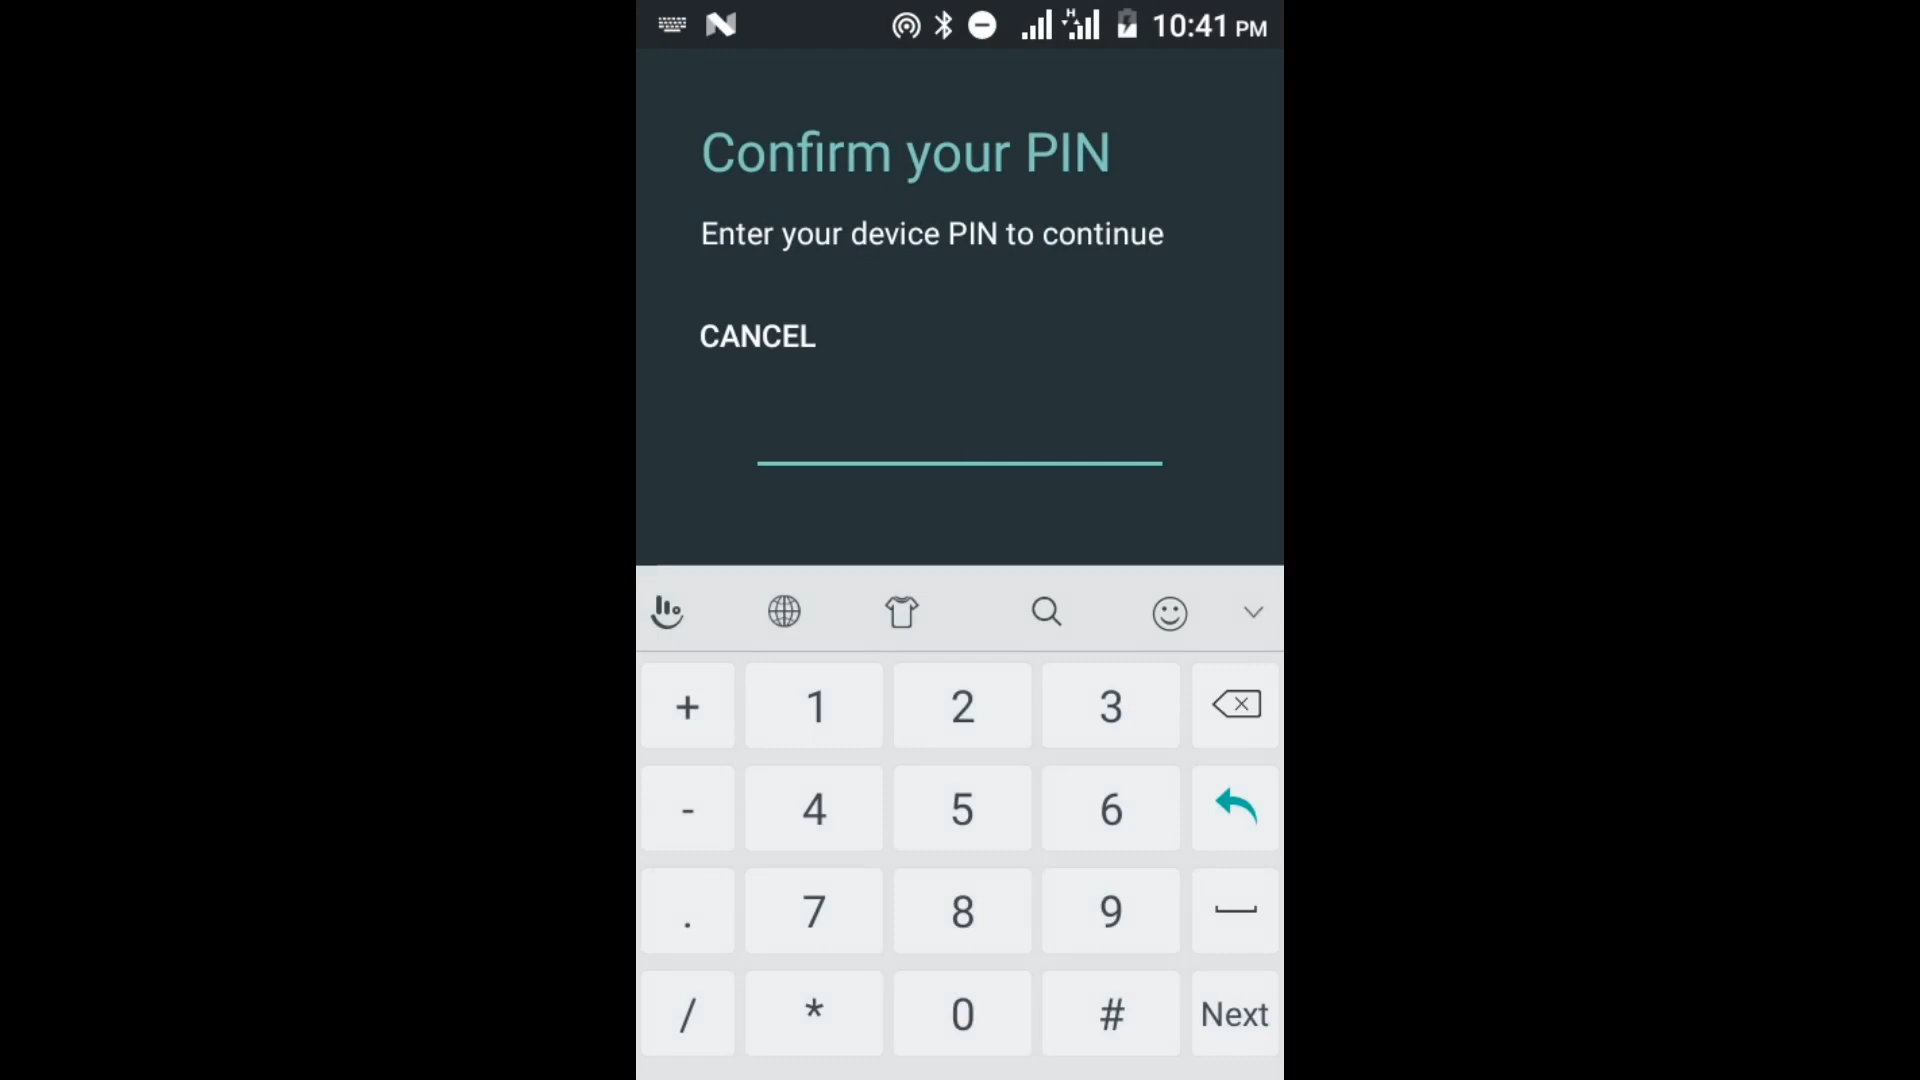 10:41 PM
Confirm your PIN
Enter your device PIN to continue
CANCEL
+ 1 2 3
- 4 5 6
. 7 8 9
/ * 0 # Next